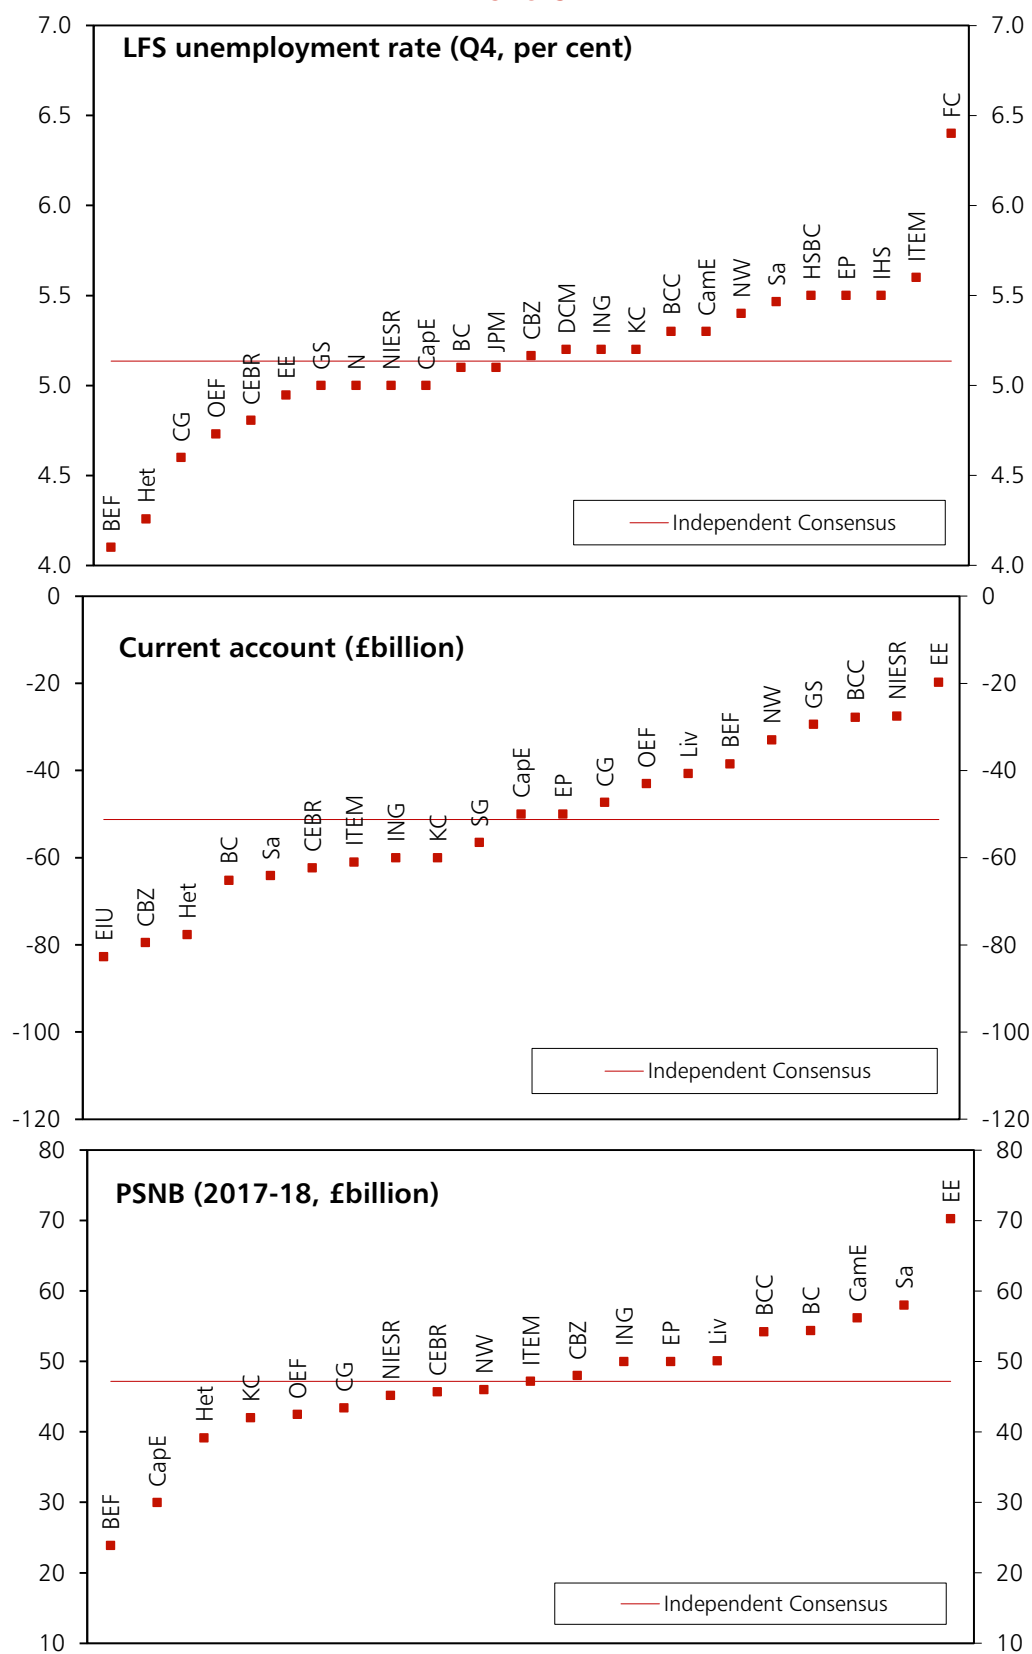 LFS unemployment rate (Q4, per cent)
7.0 7.0
6.5 6.5
6.0 6.0
5.5 5.5
5.0 5.0
4.5 4.5
4.0 4.0
BEF Het CG OEF CEBR EE GS N NIESR CapE BC JPM CBZ DCM ING KC BCC CamE NW Sa HSBC EP IHS ITEM FC
Independent Consensus
Current account (£billion)
0 0
-20 -20
-40 -40
-60 -60
-80 -80
-100 -100
-120 -120
EIU CBZ Het BC Sa CEBR ITEM ING KC SG CapE EP CG OEF Liv BEF NW GS BCC NIESR EE
Independent Consensus
PSNB (2017-18, £billion)
80 80
70 70
60 60
50 50
40 40
30 30
20 20
10 10
BEF CapE Het KC OEF CG NIESR CEBR NW ITEM CBZ ING EP Liv BCC BC CamE Sa EE
Independent Consensus